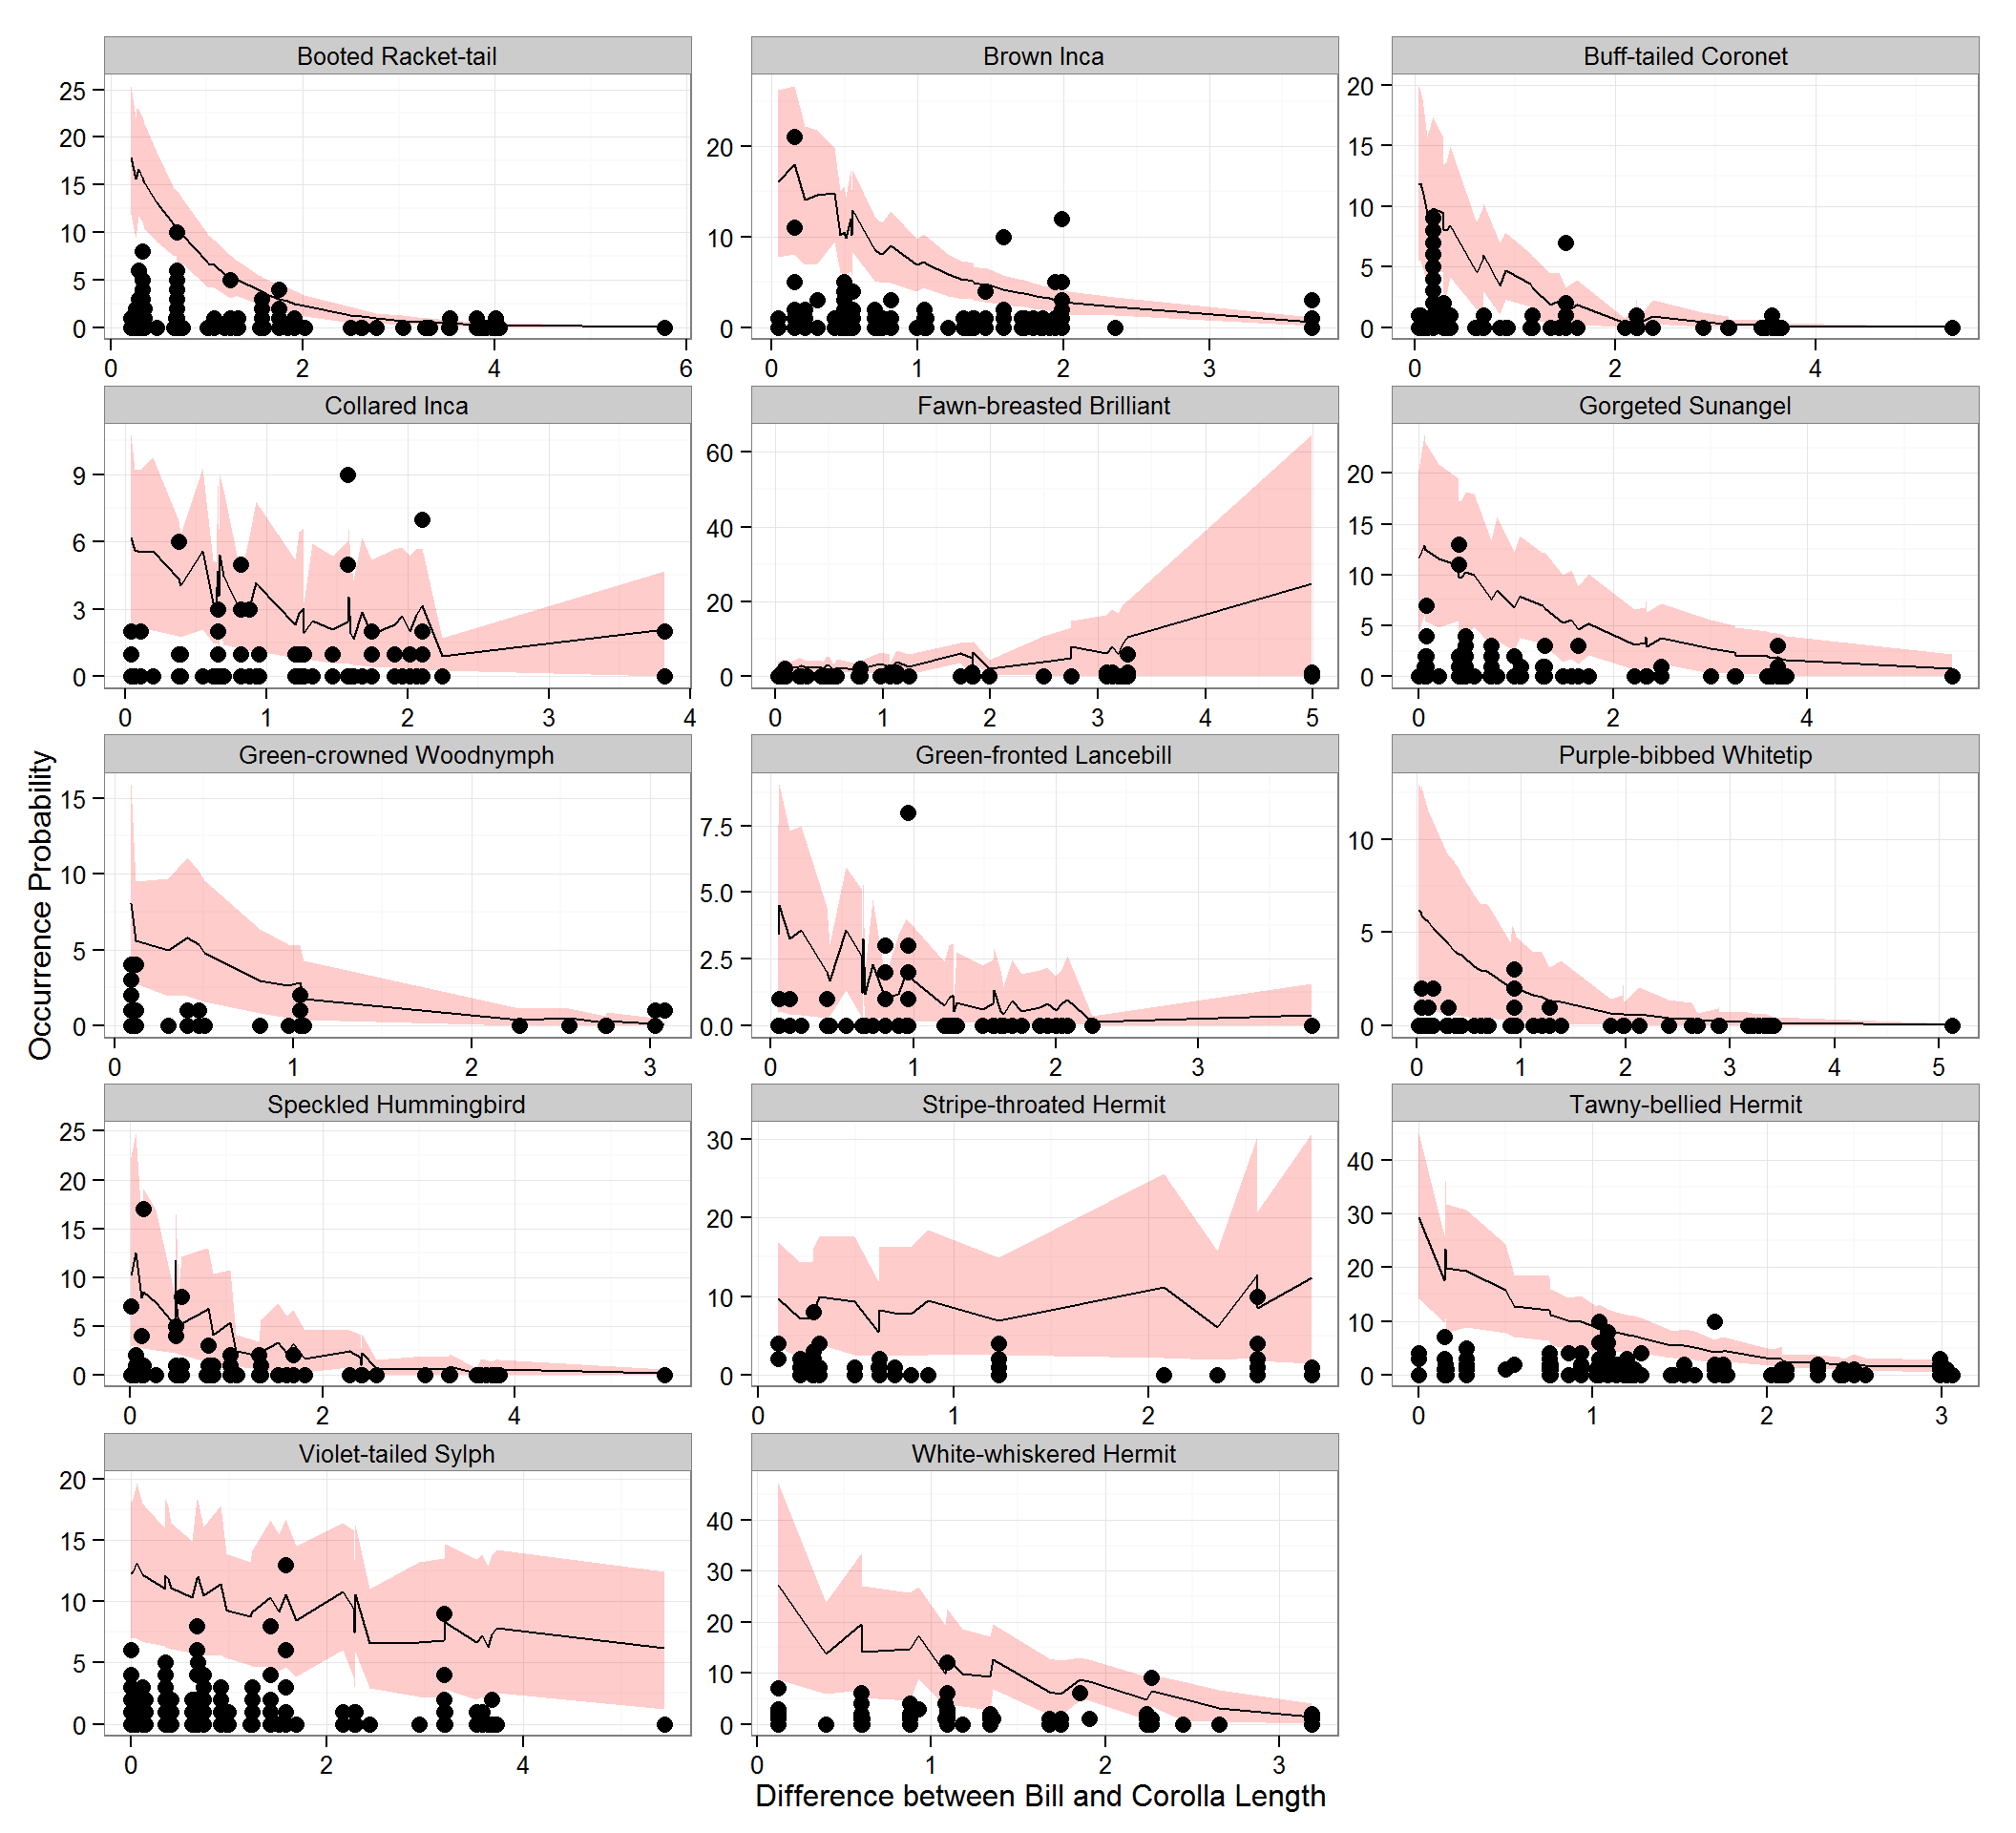 Booted Racket-tail
Brown Inca
Buff-tailed Coronet
25
20
15
10
5
0
0 2 4 6
20
10
0
0 1 2 3
20
15
10
5
0
0 2 4
Collared Inca
Fawn-breasted Brilliant
Gorgeted Sunangel
9
6
3
0
0 1 2 3 4
60
40
20
0
0 1 2 3 4 5
20
15
10
5
0
0 2 4
Green-crowned Woodnymph
Green-fronted Lancebill
Purple-bibbed Whitetip
15
10
5
0
0 1 2 3
7.5
5.0
2.5
0.0
0 1 2 3
10
5
0
0 1 2 3 4 5
Occurrence Probability
Speckled Hummingbird
Stripe-throated Hermit
Tawny-bellied Hermit
25
20
15
10
5
0
0 2 4
30
20
10
0
0 1 2
40
30
20
10
0
0 1 2 3
Violet-tailed Sylph
White-whiskered Hermit
20
15
10
5
0
0 2 4
40
30
20
10
0
0 1 2 3
Difference between Bill and Corolla Length